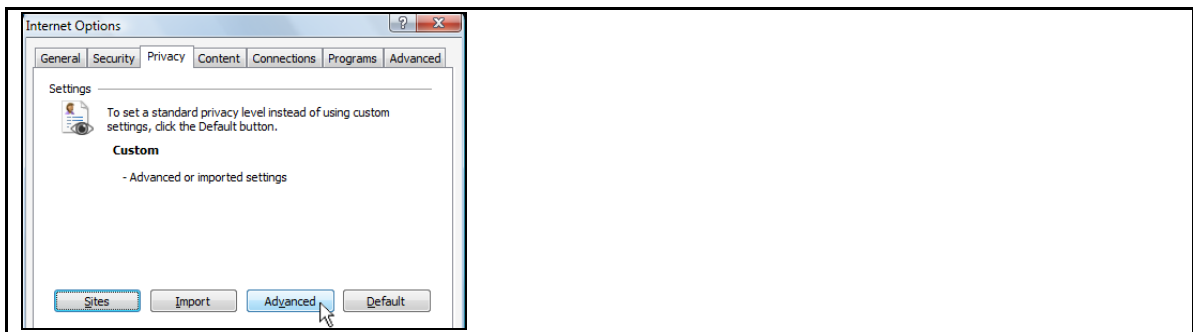 Internet Options
General Security Privacy Content Connections Programs Advanced
Settings
To set a standard privacy level instead of using custom
settings, click the Default button.
Custom
- Advanced or imported settings
Sites Import Advanced Default